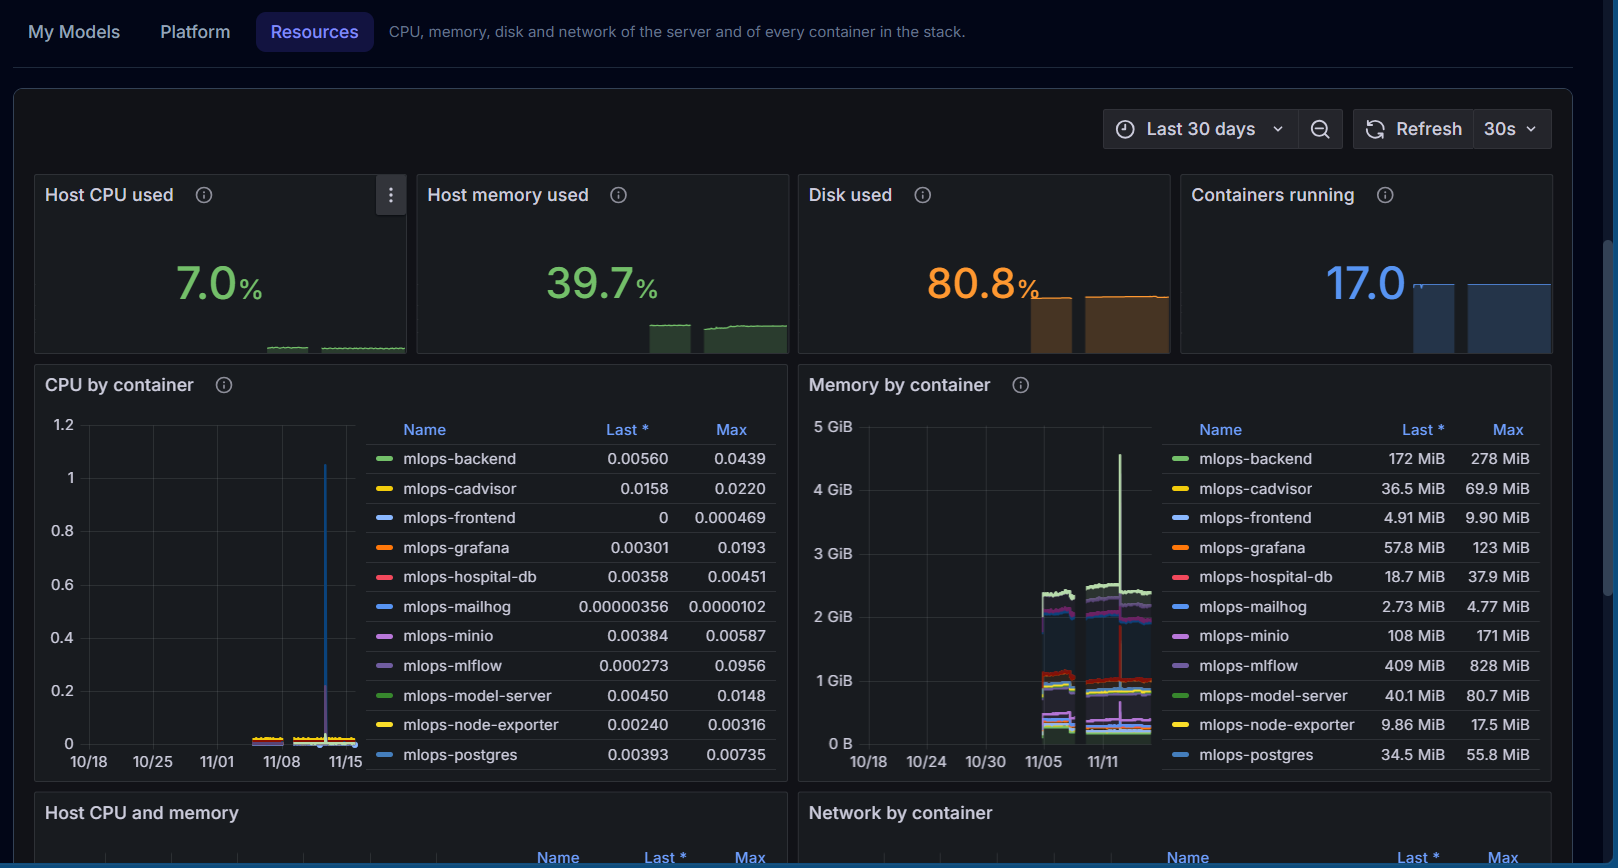 My Models Platform Resources CPU, memory, disk and network of the server and of every container in the stack.
Last 30 days Refresh 30s
Host CPU used Host memory used Disk used Containers running
7.0% 39.7% 80.8% 17.0
CPU by container
1.2
1
0.8
0.6
0.4
0.2
0
10/18 10/25 11/01 11/08 11/15
Name Last * Max
mlops-backend 0.00560 0.0439
mlops-cadvisor 0.0158 0.0220
mlops-frontend 0 0.000469
mlops-grafana 0.00301 0.0193
mlops-hospital-db 0.00358 0.00451
mlops-mailhog 0.00000356 0.0000102
mlops-minio 0.00384 0.00587
mlops-mlflow 0.000273 0.0956
mlops-model-server 0.00450 0.0148
mlops-node-exporter 0.00240 0.00316
mlops-postgres 0.00393 0.00735
Memory by container
5 GiB
4 GiB
3 GiB
2 GiB
1 GiB
0 B
10/18 10/24 10/30 11/05 11/11
Name Last * Max
mlops-backend 172 MiB 278 MiB
mlops-cadvisor 36.5 MiB 69.9 MiB
mlops-frontend 4.91 MiB 9.90 MiB
mlops-grafana 57.8 MiB 123 MiB
mlops-hospital-db 18.7 MiB 37.9 MiB
mlops-mailhog 2.73 MiB 4.77 MiB
mlops-minio 108 MiB 171 MiB
mlops-mlflow 409 MiB 828 MiB
mlops-model-server 40.1 MiB 80.7 MiB
mlops-node-exporter 9.86 MiB 17.5 MiB
mlops-postgres 34.5 MiB 55.8 MiB
Host CPU and memory
Name Last * Max
Network by container
Name Last * Max